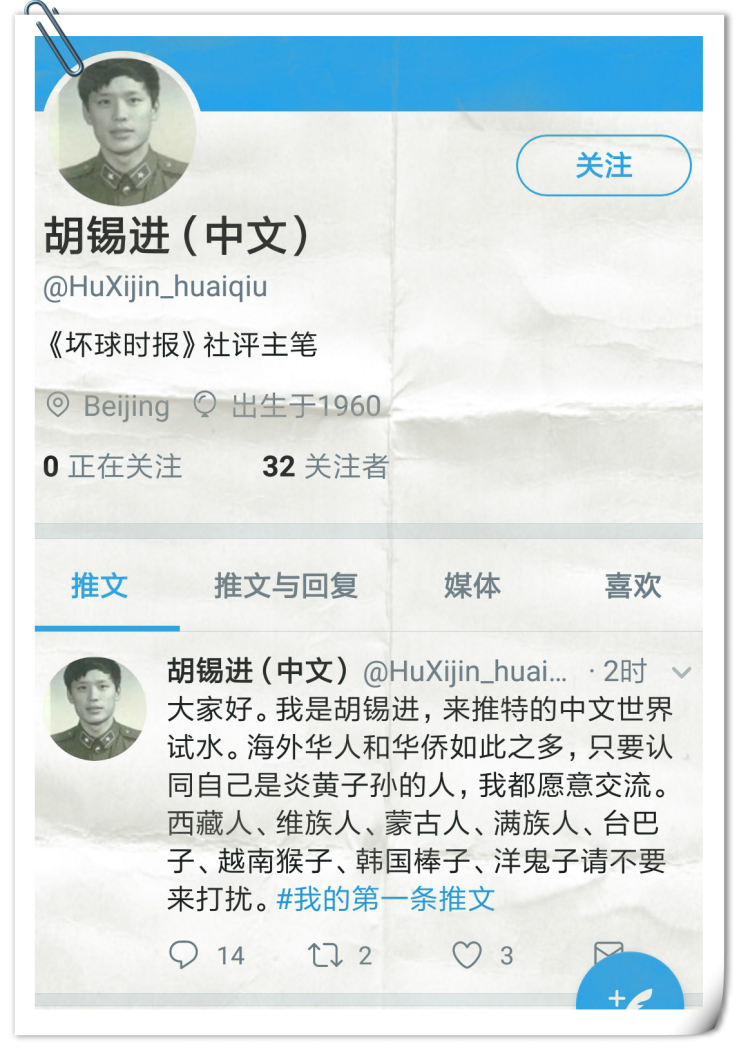 关注
胡锡进（中文）
@HuXijin_huaiqiu
《坏球时报》社评主笔
Beijing 出生于1960
0 正在关注 32 关注者
推文 推文与回复 媒体 喜欢
胡锡进（中文）@HuXijin_huai... · 2时
大家好。我是胡锡进，来推特的中文世界
试水。海外华人和华侨如此之多，只要认
同自己是炎黄子孙的人，我都愿意交流。
西藏人、维族人、蒙古人、满族人、台巴
子、越南猴子、韩国棒子、洋鬼子请不要
来打扰。#我的第一条推文
14 2 3